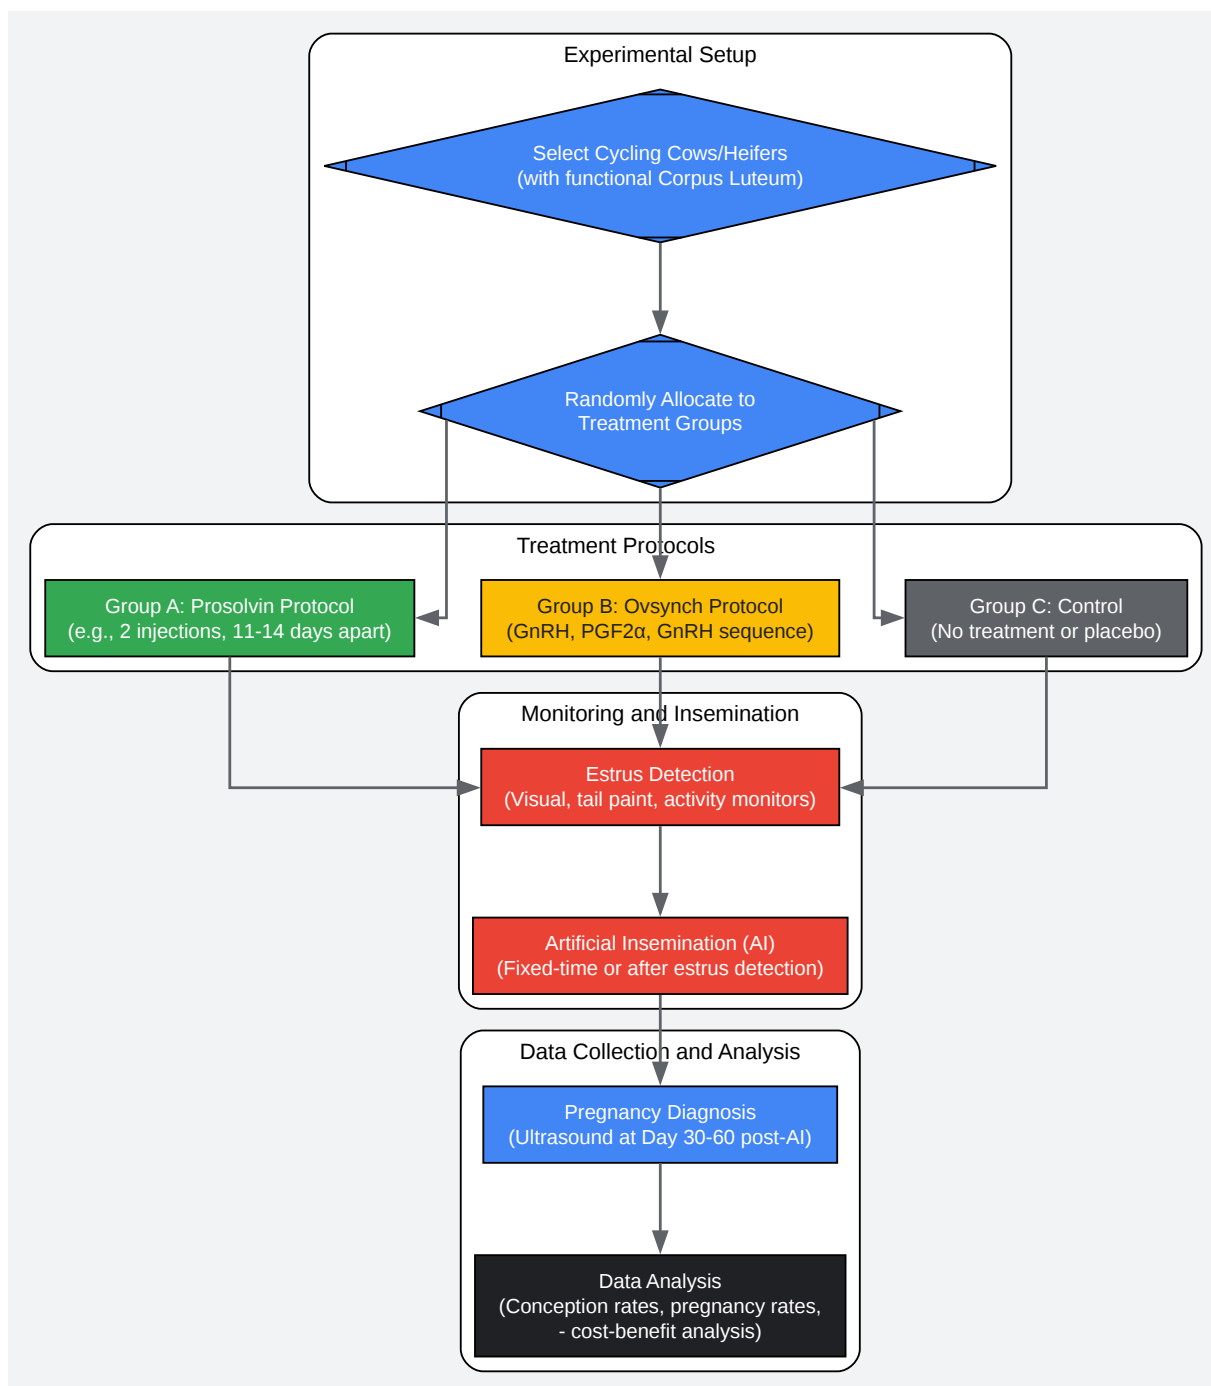 Experimental Setup
Select Cycling Cows/Heifers
(with functional Corpus Luteum)
Randomly Allocate to
Treatment Groups
Treatment Protocols
Group A: Prosolvin Protocol
(e.g., 2 injections, 11-14 days apart)
Group B: Ovsynch Protocol
(GnRH, PGF2α, GnRH sequence)
Group C: Control
(No treatment or placebo)
Monitoring and Insemination
Estrus Detection
(Visual, tail paint, activity monitors)
Artificial Insemination (AI)
(Fixed-time or after estrus detection)
Data Collection and Analysis
Pregnancy Diagnosis
(Ultrasound at Day 30-60 post-AI)
Data Analysis
(Conception rates, pregnancy rates,
- cost-benefit analysis)